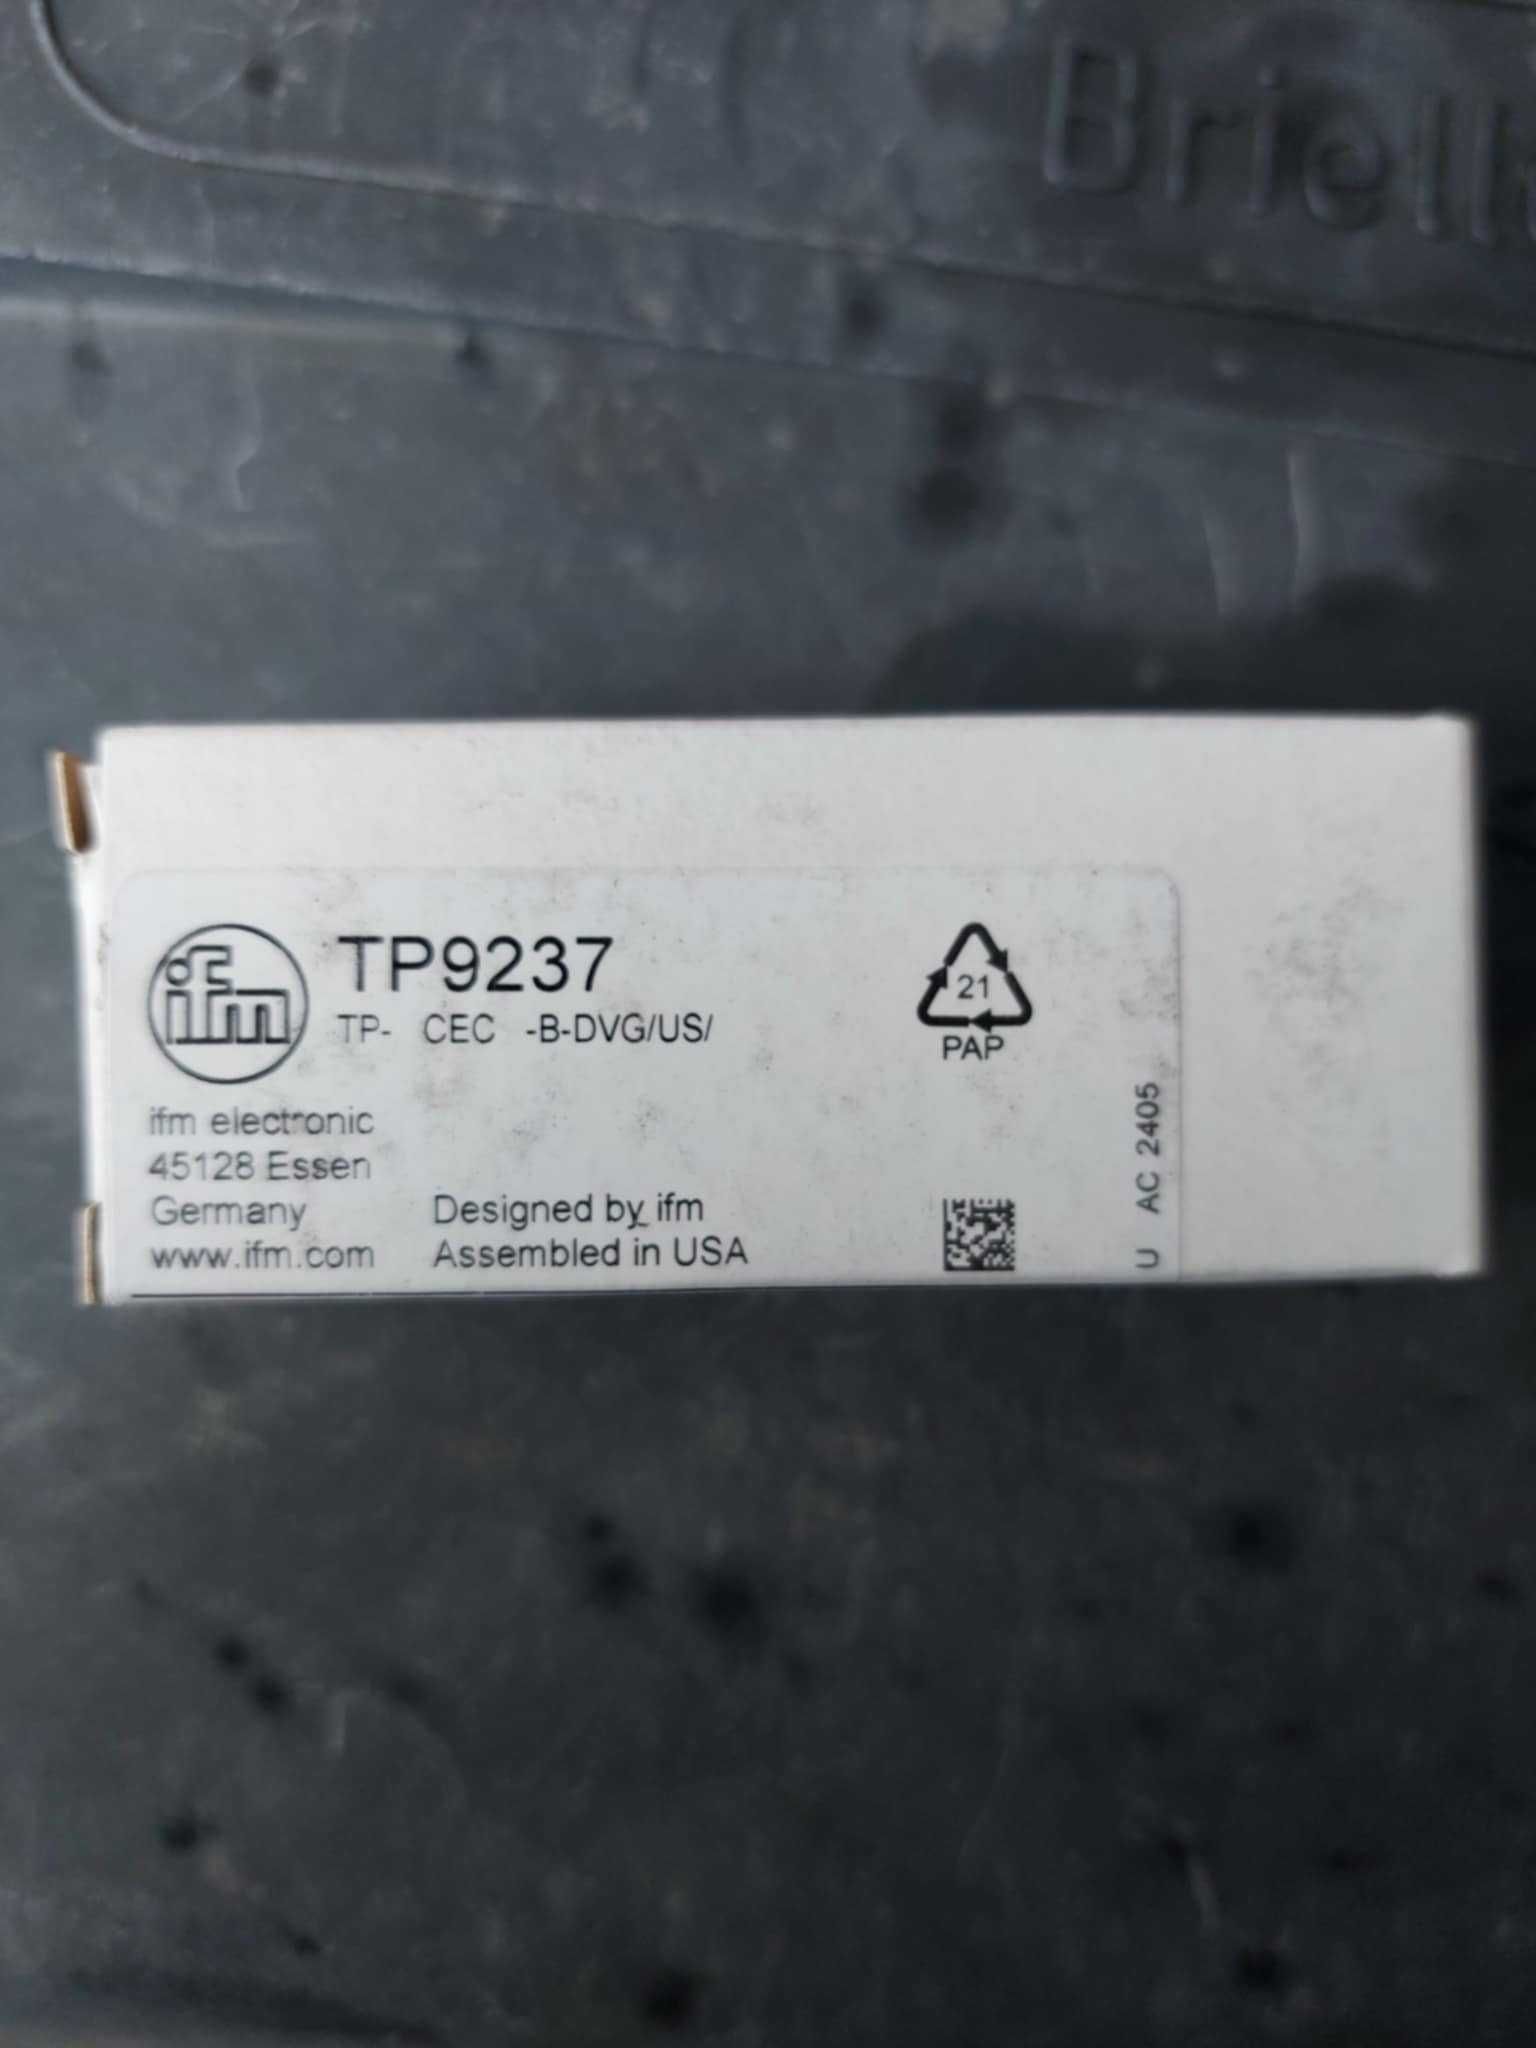 Briell
ifm
TP9237
TP- CEC -B-DVG/US/
21
PAP
ifm electronic
45128 Essen
Germany
www.ifm.com
Designed by ifm
Assembled in USA
U AC 2405